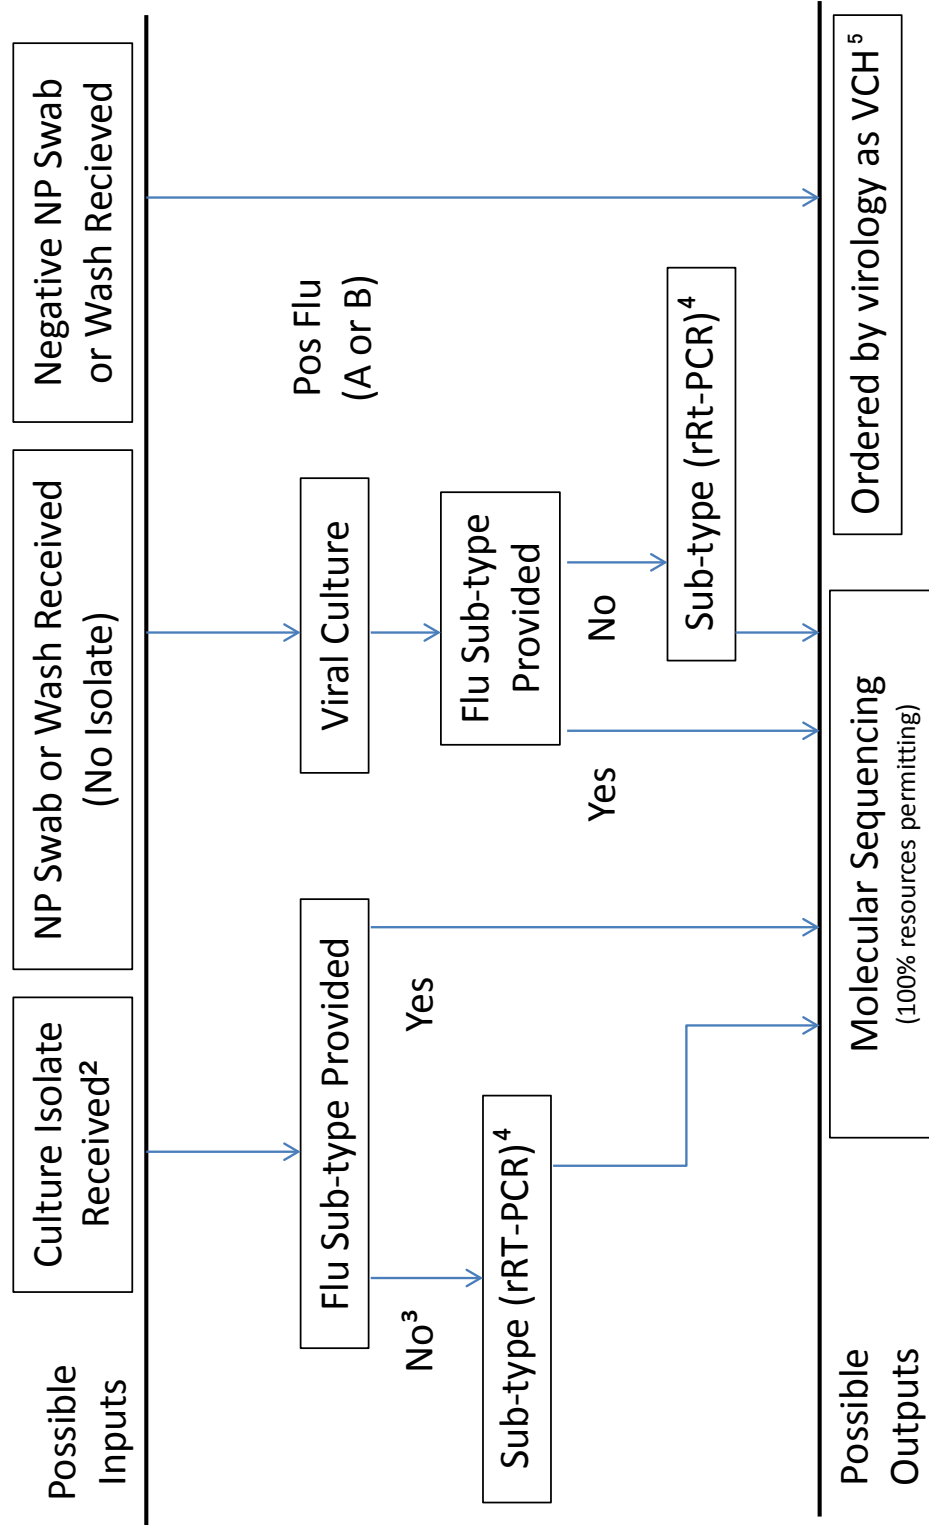 Possible
Inputs
Culture Isolate
Received²
NP Swab or Wash Received
(No Isolate)
Negative NP Swab
or Wash Recieved
Flu Sub-type Provided
Viral Culture
Pos Flu
(A or B)
No³
Yes
Flu Sub-type
Provided
Sub-type (rRT-PCR)⁴
Yes
No
Sub-type (rRt-PCR)⁴
Possible
Outputs
Molecular Sequencing
(100% resources permitting)
Ordered by virology as VCH⁵